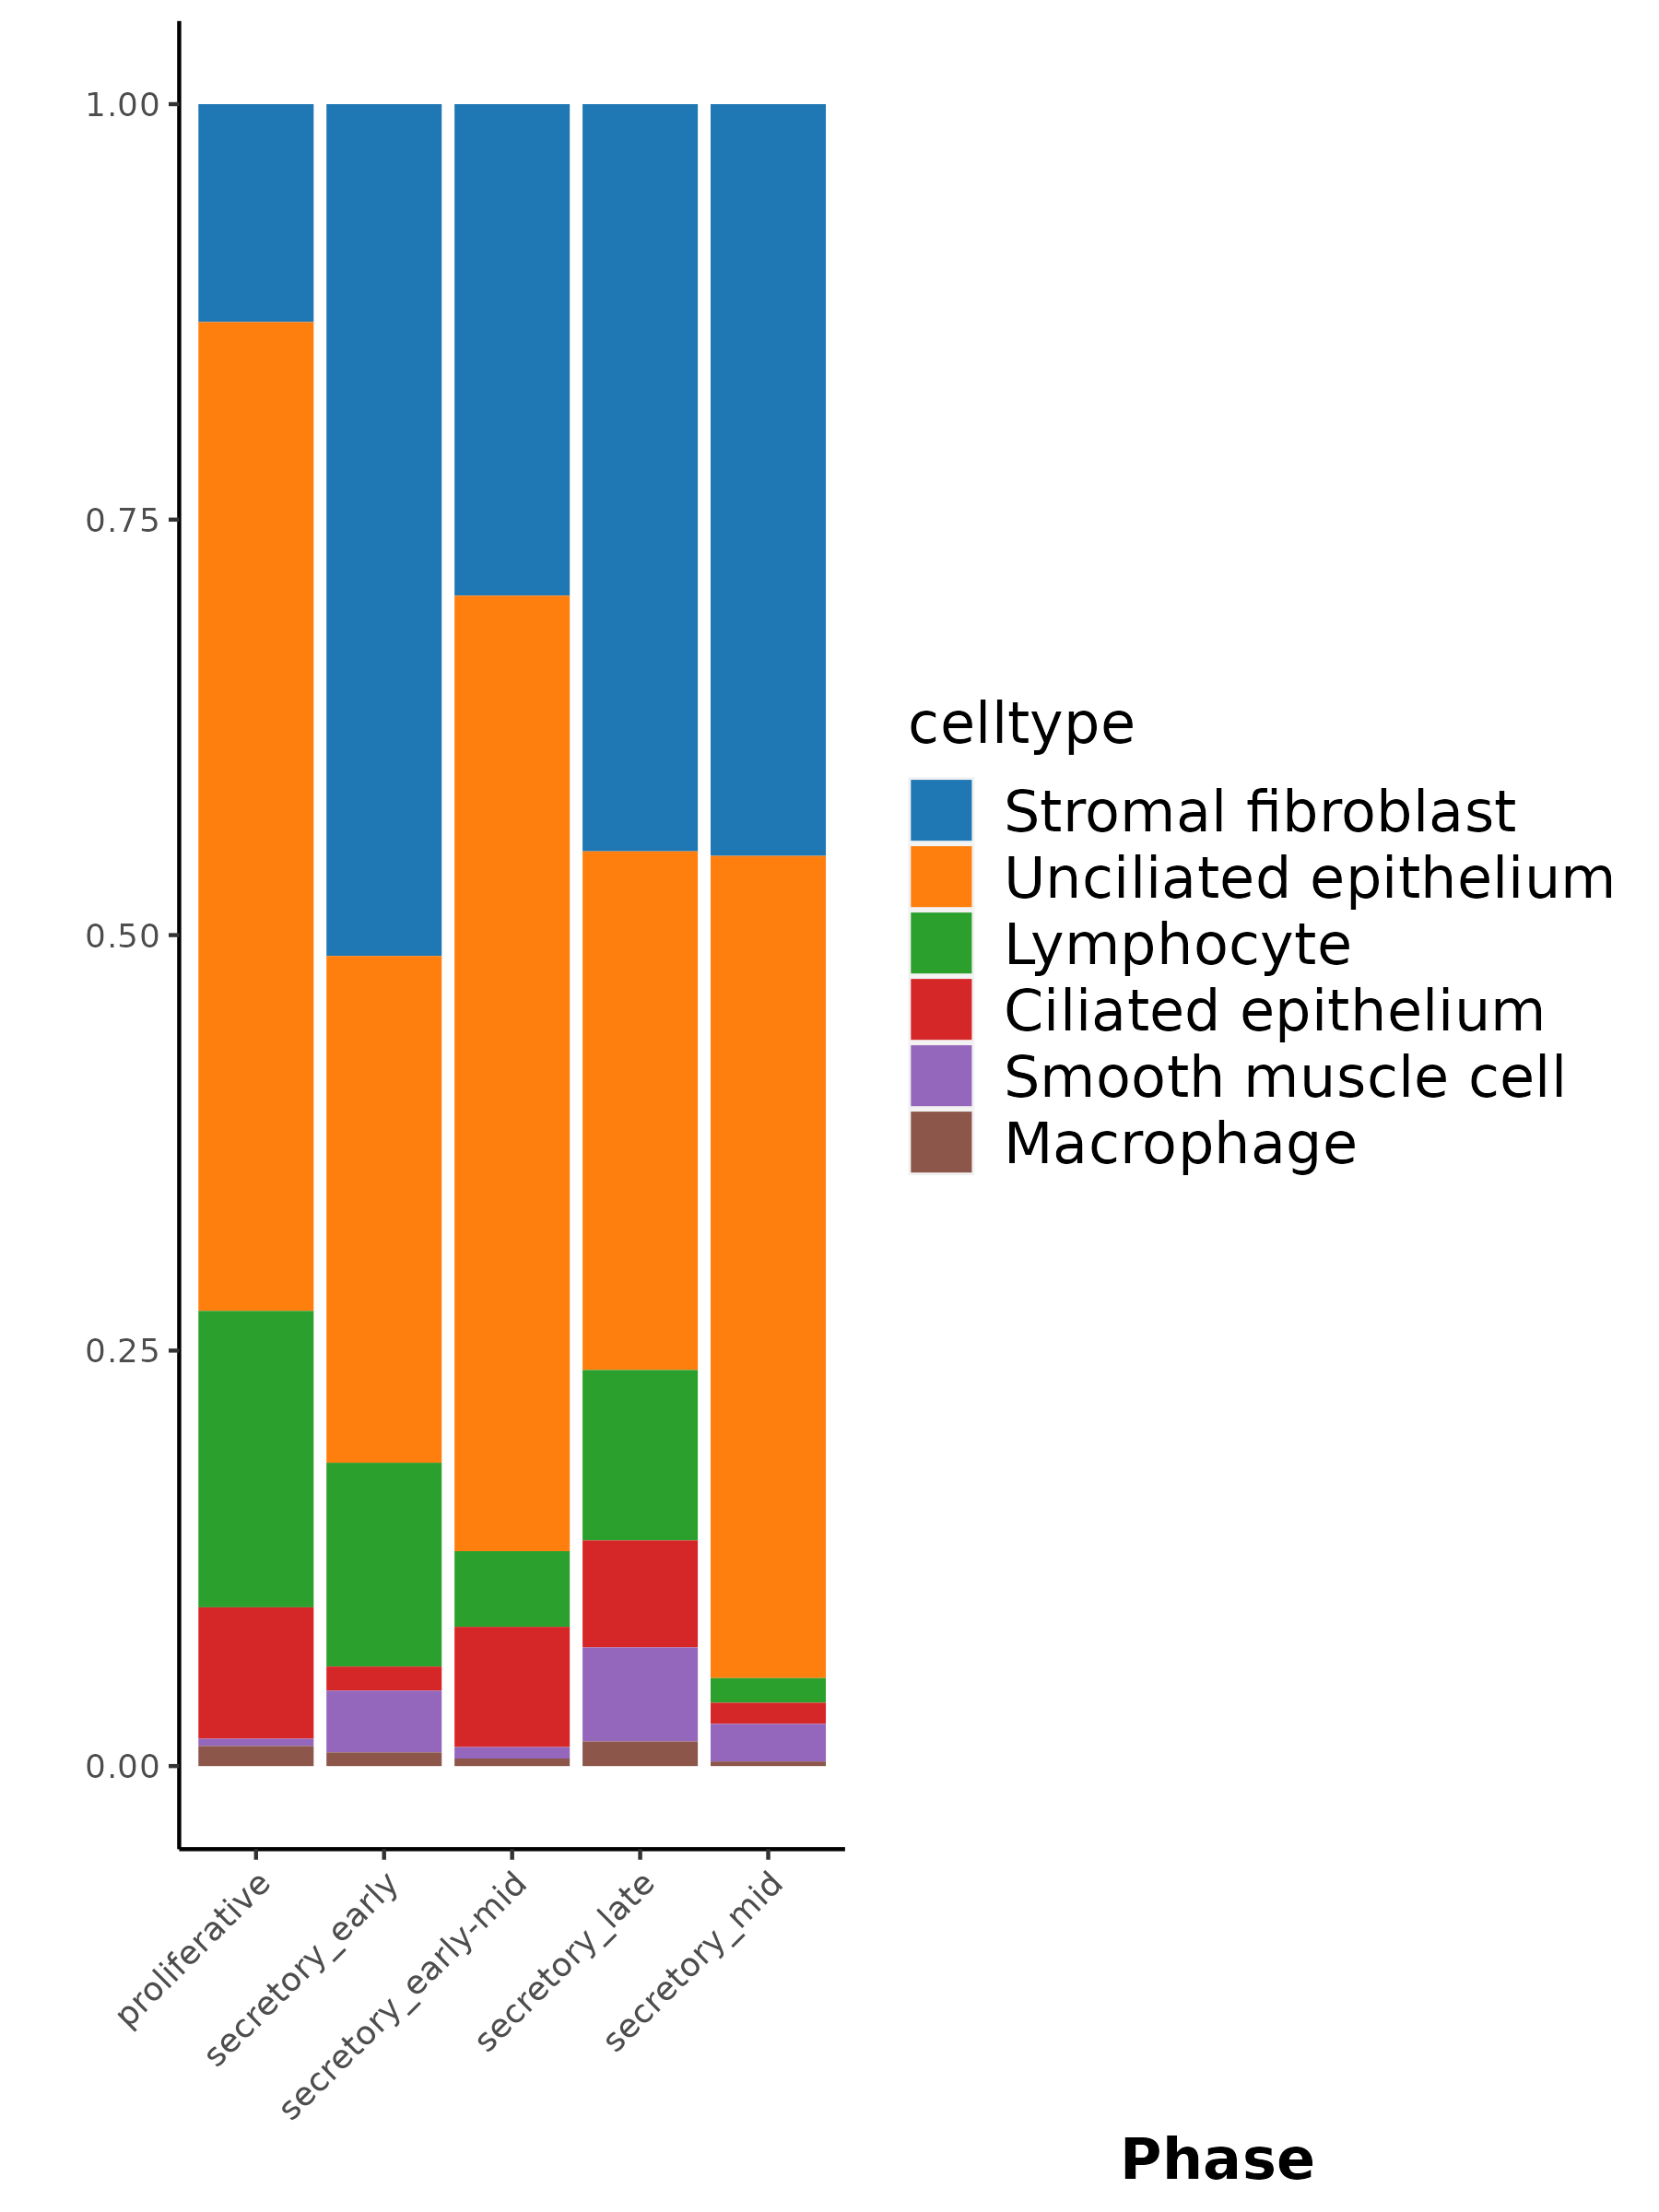 1.00
0.75
0.50
0.25
0.00
proliferative
secretory_early
secretory_early-mid
secretory_late
secretory_mid
celltype
Stromal fibroblast
Unciliated epithelium
Lymphocyte
Ciliated epithelium
Smooth muscle cell
Macrophage
Phase